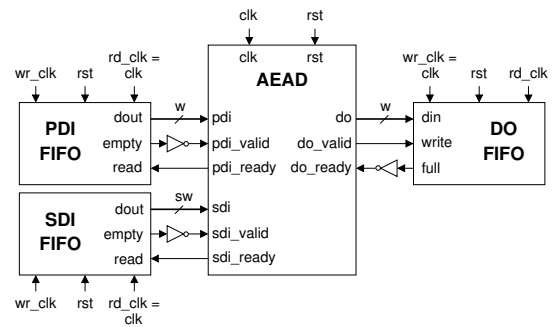 clk rst
wr_clk rst rd_clk = clk
clk rst
wr_clk = clk rst rd_clk
AEAD
PDI FIFO
dout
empty
read
w
pdi
pdi_valid
pdi_ready
do
do_valid
do_ready
w
din
write
full
DO FIFO
SDI FIFO
dout
empty
read
sw
sdi
sdi_valid
sdi_ready
wr_clk rst rd_clk = clk